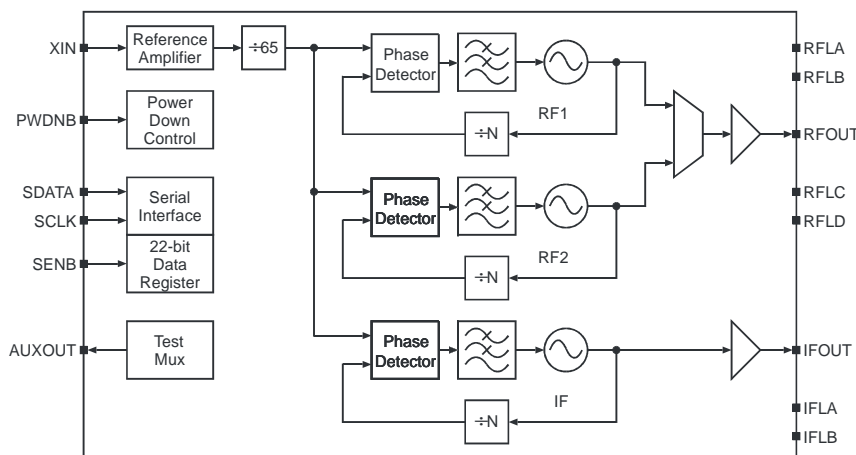 XIN
Reference
Amplifier
÷65
Phase
Detector
RFLA
RFLB
PWDNB
Power
Down
Control
÷N
RF1
RFOUT
SDATA
SCLK
Serial
Interface
Phase
Detector
RFLC
RFLD
SENB
22-bit
Data
Register
÷N
RF2
AUXOUT
Test
Mux
Phase
Detector
IFOUT
÷N
IF
IFLA
IFLB